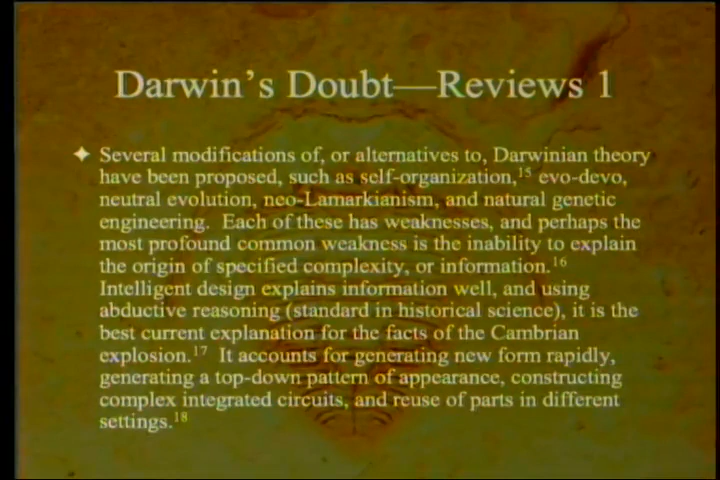 Darwin's Doubt—Reviews 1
✦ Several modifications of, or alternatives to, Darwinian theory
have been proposed, such as self-organization,15 evo-devo,
neutral evolution, neo-Lamarkianism, and natural genetic
engineering.  Each of these has weaknesses, and perhaps the
most profound common weakness is the inability to explain
the origin of specified complexity, or information.16
Intelligent design explains information well, and using
abductive reasoning (standard in historical science), it is the
best current explanation for the facts of the Cambrian
explosion.17  It accounts for generating new form rapidly,
generating a top-down pattern of appearance, constructing
complex integrated circuits, and reuse of parts in different
settings.18